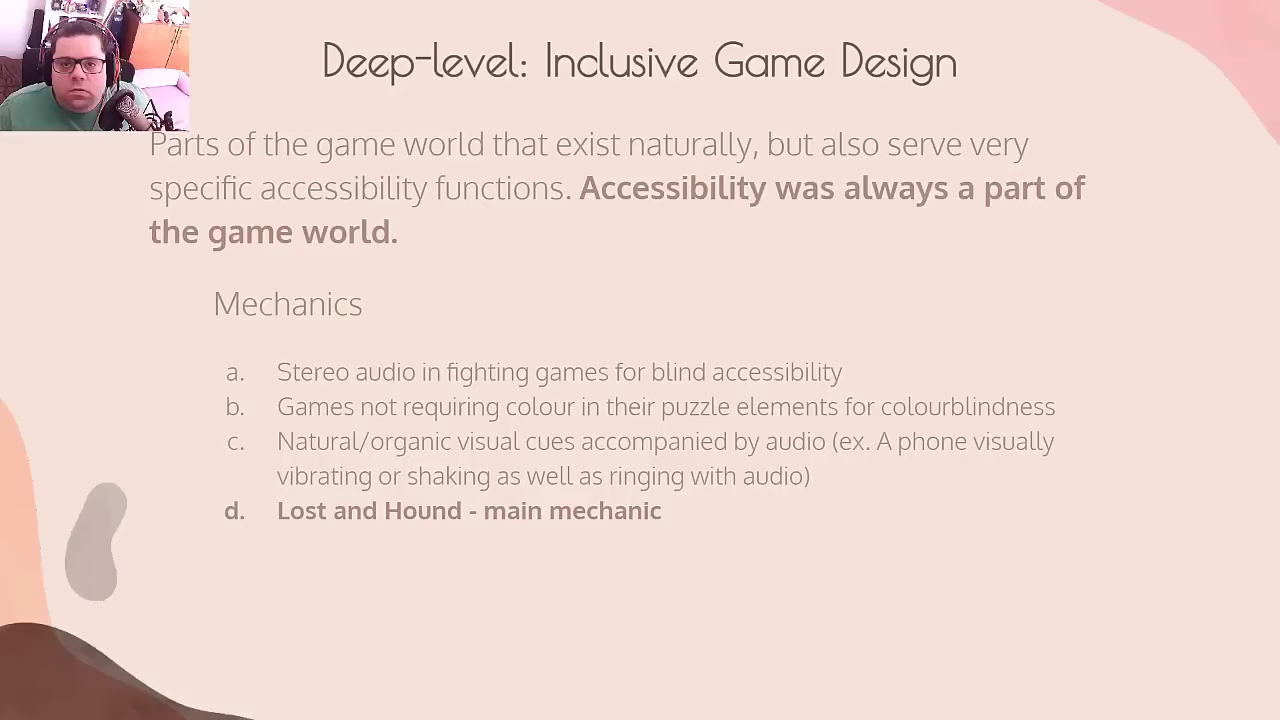 Deep-level: Inclusive Game Design
Parts of the game world that exist naturally, but also serve very
specific accessibility functions. Accessibility was always a part of
the game world.
Mechanics
a. Stereo audio in fighting games for blind accessibility
b. Games not requiring colour in their puzzle elements for colourblindness
c. Natural/organic visual cues accompanied by audio (ex. A phone visually
vibrating or shaking as well as ringing with audio)
d. Lost and Hound - main mechanic